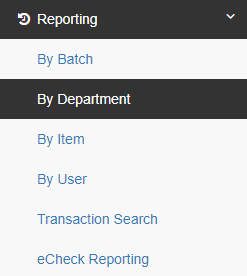 Reporting
By Batch
By Department
By Item
By User
Transaction Search
eCheck Reporting